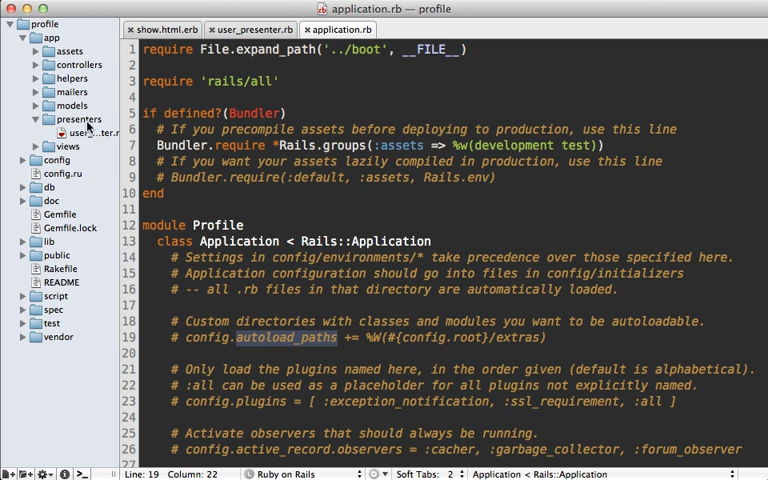 application.rb — profile
profile
app
assets
controllers
helpers
mailers
models
presenters
user_...ter.r
views
config
config.ru
db
doc
Gemfile
Gemfile.lock
lib
public
Rakefile
README
script
spec
test
vendor
show.html.erb
user_presenter.rb
application.rb
1 require File.expand_path('../boot', __FILE__)
2
3 require 'rails/all'
4
5 if defined?(Bundler)
6 # If you precompile assets before deploying to production, use this line
7 Bundler.require *Rails.groups(:assets => %w(development test))
8 # If you want your assets lazily compiled in production, use this line
9 # Bundler.require(:default, :assets, Rails.env)
10 end
11
12 module Profile
13 class Application < Rails::Application
14 # Settings in config/environments/* take precedence over those specified here.
15 # Application configuration should go into files in config/initializers
16 # -- all .rb files in that directory are automatically loaded.
17
18 # Custom directories with classes and modules you want to be autoloadable.
19 # config.autoload_paths += %W(#{config.root}/extras)
20
21 # Only load the plugins named here, in the order given (default is alphabetical).
22 # :all can be used as a placeholder for all plugins not explicitly named.
23 # config.plugins = [ :exception_notification, :ssl_requirement, :all ]
24
25 # Activate observers that should always be running.
26 # config.active_record.observers = :cacher, :garbage_collector, :forum_observer
27
Line: 19 Column: 22 Ruby on Rails Soft Tabs: 2 Application < Rails::Application